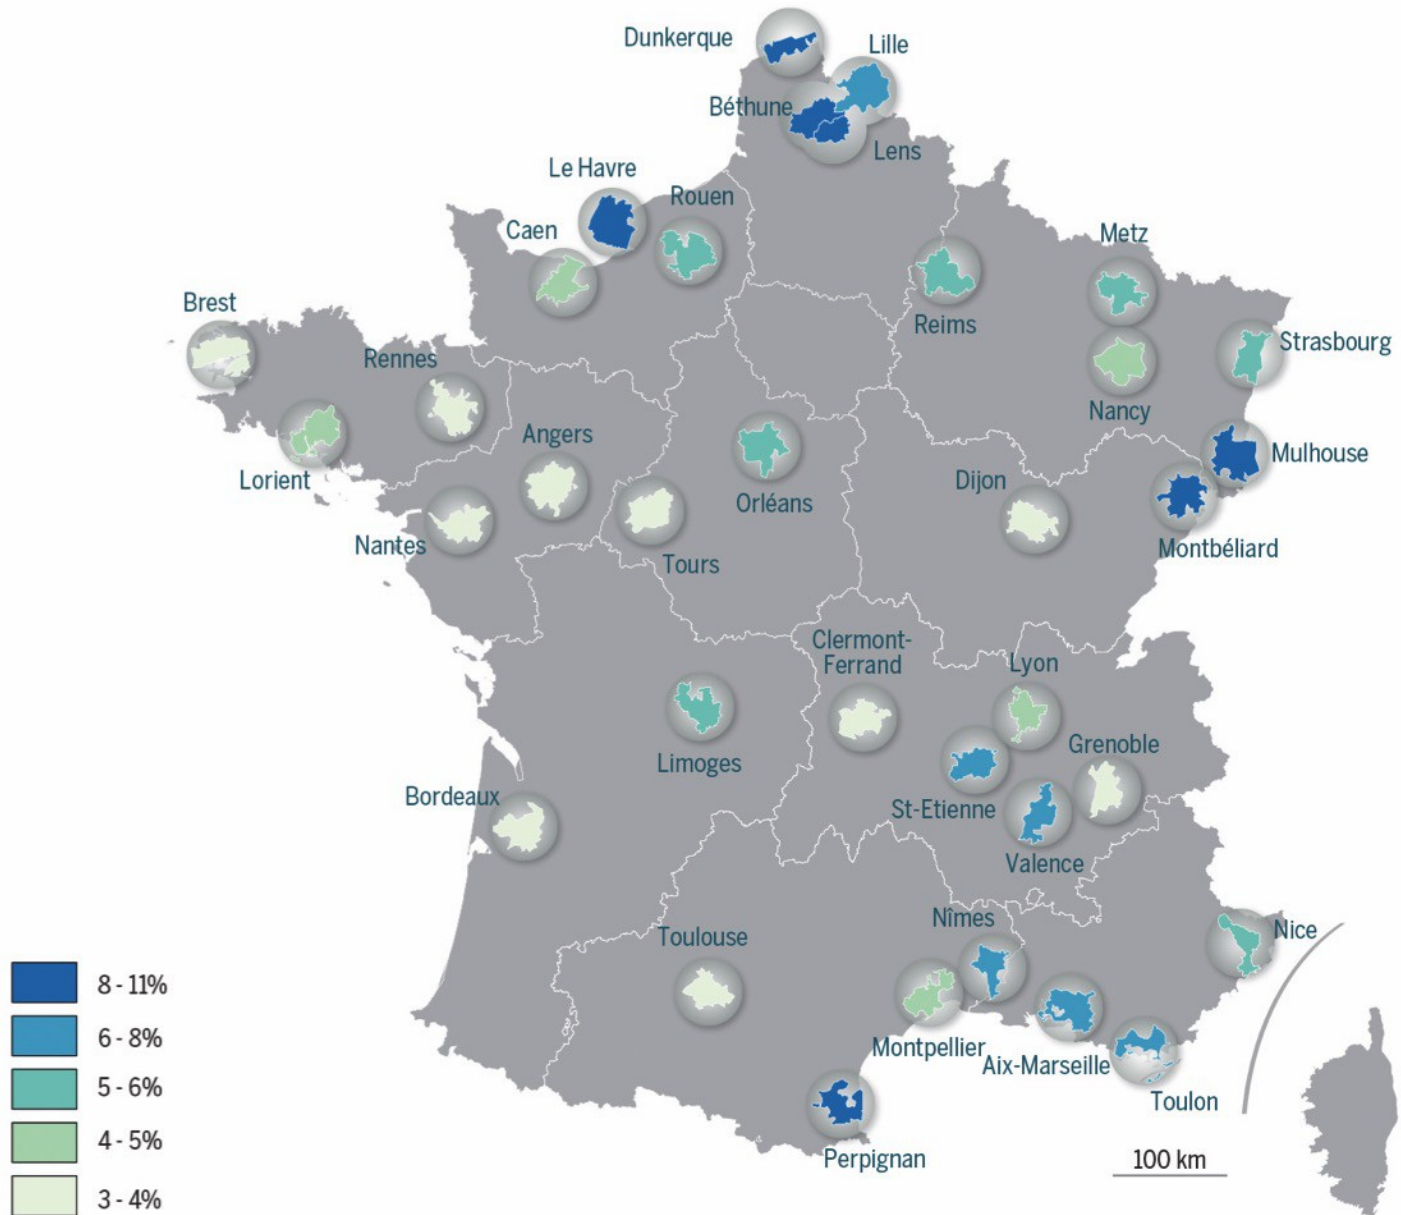 Dunkerque
Lille
Béthune
Lens
Le Havre
Rouen
Caen
Metz
Brest
Reims
Strasbourg
Rennes
Nancy
Angers
Mulhouse
Lorient
Dijon
Orléans
Nantes
Montbéliard
Tours
Clermont-
Ferrand
Lyon
Grenoble
Limoges
Bordeaux
St-Etienne
Valence
Nîmes
Toulouse
Nice
Montpellier
Aix-Marseille
Toulon
Perpignan
8 - 11%
6 - 8%
5 - 6%
4 - 5%
3 - 4%
100 km